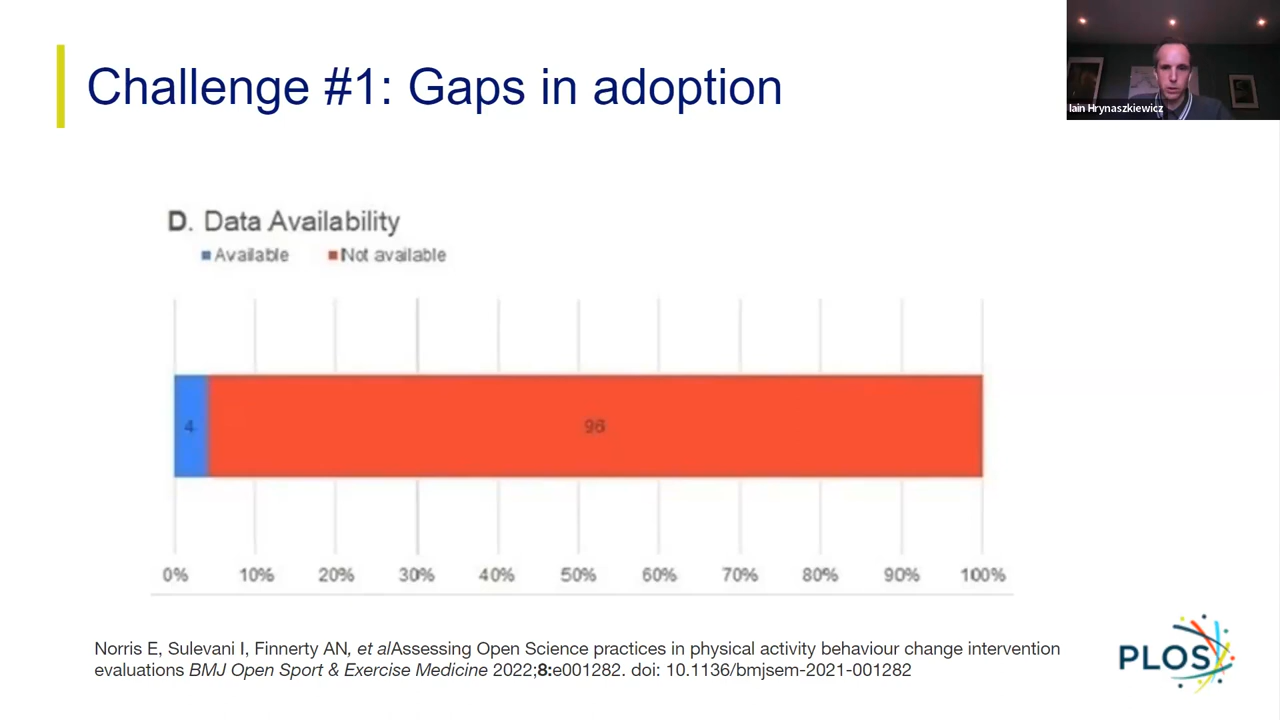 Challenge #1: Gaps in adoption
Iain Hrynaszkiewicz
D. Data Availability
Available Not available
4 96
0% 10% 20% 30% 40% 50% 60% 70% 80% 90% 100%
Norris E, Sulevani I, Finnerty AN, et alAssessing Open Science practices in physical activity behaviour change intervention
evaluations BMJ Open Sport & Exercise Medicine 2022;8:e001282. doi: 10.1136/bmjsem-2021-001282
PLOS